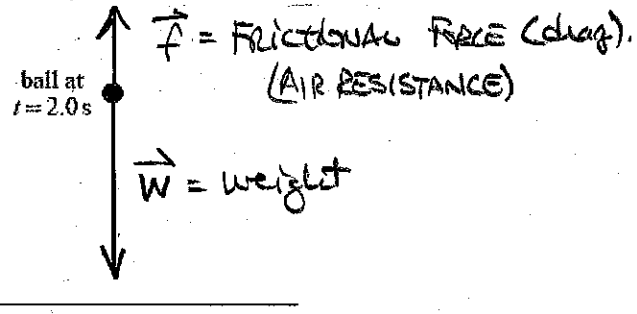 f = FRICTIONAL FORCE (drag).
(AIR RESISTANCE)
ball at
t = 2.0 s
W = weight